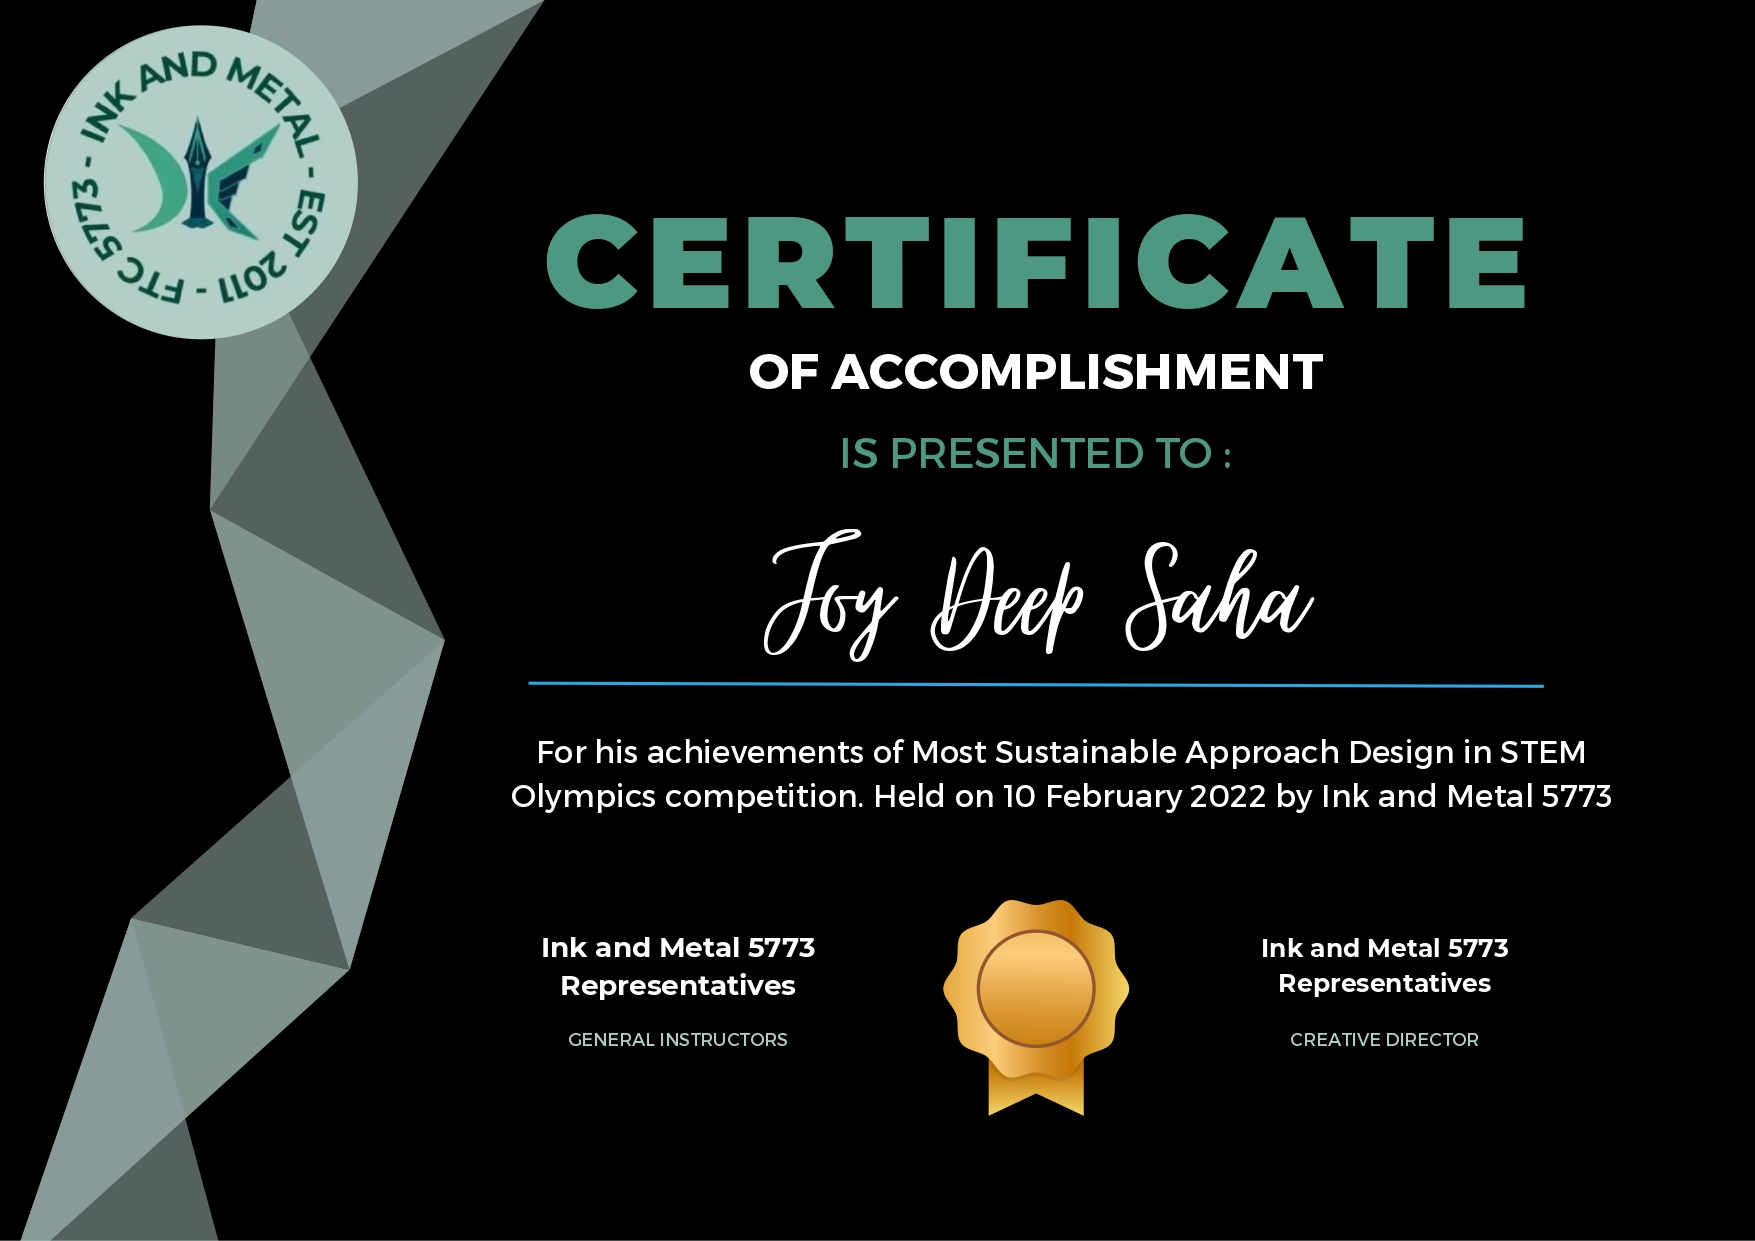 INK AND METAL - EST 2011 - FTC 5773 -
CERTIFICATE
OF ACCOMPLISHMENT
IS PRESENTED TO :
Joy Deep Saha
For his achievements of Most Sustainable Approach Design in STEM
Olympics competition. Held on 10 February 2022 by Ink and Metal 5773
Ink and Metal 5773
Representatives
GENERAL INSTRUCTORS
Ink and Metal 5773
Representatives
CREATIVE DIRECTOR